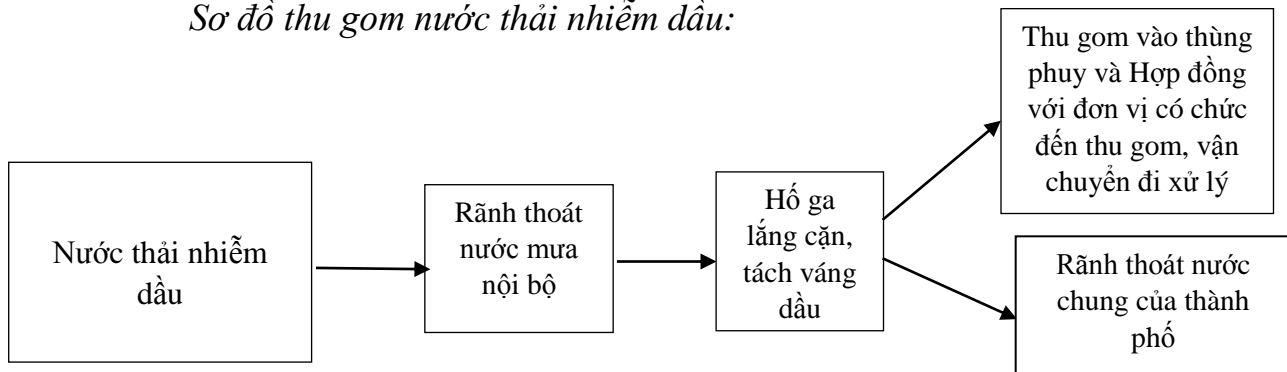 Sơ đồ thu gom nước thải nhiễm dầu:
Nước thải nhiễm
dầu
Rãnh thoát
nước mưa
nội bộ
Hố ga
lắng cặn,
tách váng
dầu
Thu gom vào thùng
phuy và Hợp đồng
với đơn vị có chức
đến thu gom, vận
chuyển đi xử lý
Rãnh thoát nước
chung của thành
phố